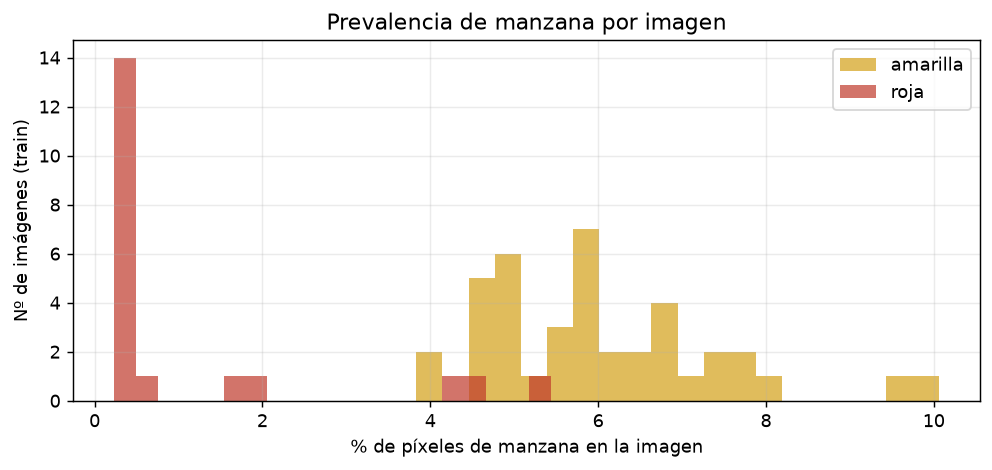 Prevalencia de manzana por imagen
amarilla
roja
Nº de imágenes (train)
14
12
10
8
6
4
2
0
0 2 4 6 8 10
% de píxeles de manzana en la imagen